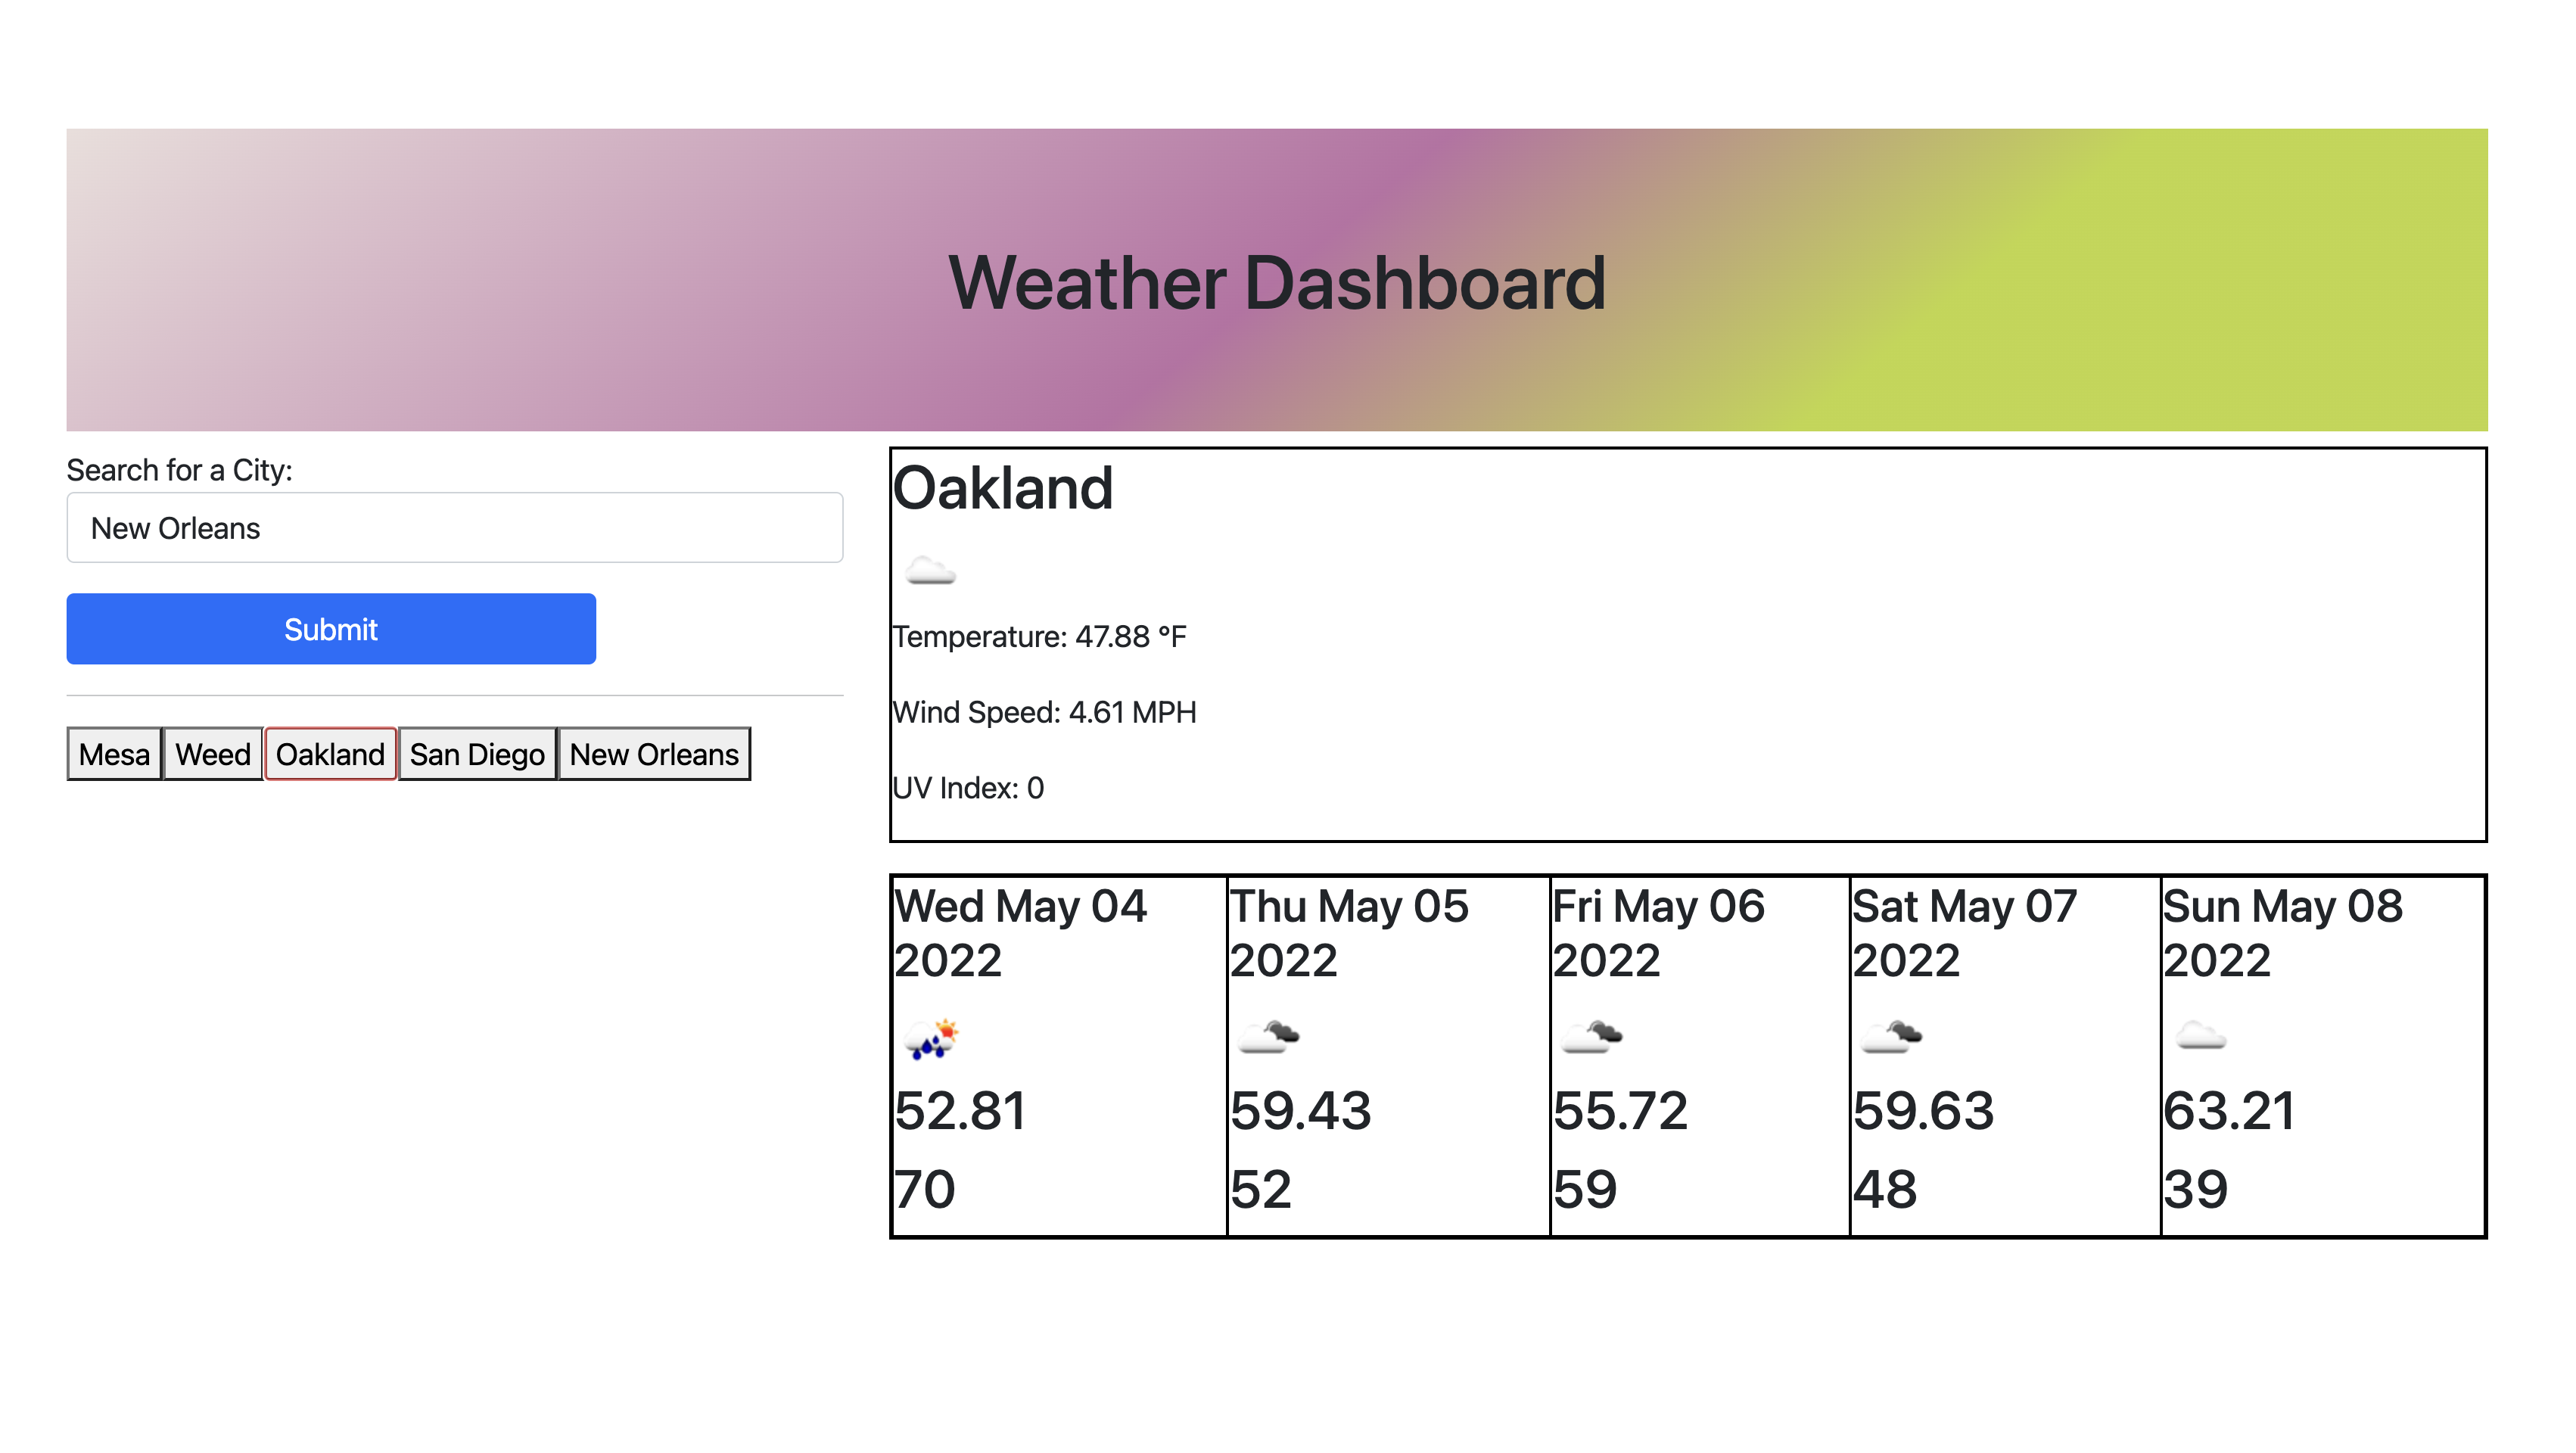 Weather Dashboard
Search for a City:
New Orleans
Submit
Mesa Weed Oakland San Diego New Orleans
Oakland
Temperature: 47.88 °F
Wind Speed: 4.61 MPH
UV Index: 0
Wed May 04
2022
52.81
70
Thu May 05
2022
59.43
52
Fri May 06
2022
55.72
59
Sat May 07
2022
59.63
48
Sun May 08
2022
63.21
39